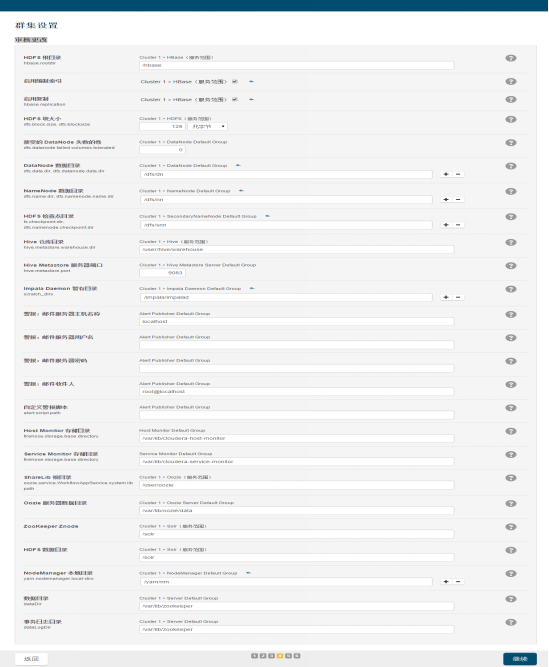 群集设置
审核更改
HDFS 根目录
hbase.rootdir
Cluster 1 > HBase（服务范围）
/hbase
启用编制索引
Cluster 1 > HBase（服务范围）
启用复制
hbase.replication
Cluster 1 > HBase（服务范围）
HDFS 块大小
dfs.block.size, dfs.blocksize
Cluster 1 > HDFS（服务范围）
128
兆字节
接受的 DataNode 失败的卷
dfs.datanode.failed.volumes.tolerated
Cluster 1 > DataNode Default Group
0
DataNode 数据目录
dfs.data.dir, dfs.datanode.data.dir
Cluster 1 > DataNode Default Group
/dfs/dn
NameNode 数据目录
dfs.name.dir, dfs.namenode.name.dir
Cluster 1 > NameNode Default Group
/dfs/nn
HDFS 检查点目录
fs.checkpoint.dir,
dfs.namenode.checkpoint.dir
Cluster 1 > SecondaryNameNode Default Group
/dfs/snn
Hive 仓库目录
hive.metastore.warehouse.dir
Cluster 1 > Hive（服务范围）
/user/hive/warehouse
Hive Metastore 服务器端口
hive.metastore.port
Cluster 1 > Hive Metastore Server Default Group
9083
Impala Daemon 暂存目录
scratch_dirs
Cluster 1 > Impala Daemon Default Group
/impala/impalad
警报：邮件服务器主机名称
Alert Publisher Default Group
localhost
警报：邮件服务器用户名
Alert Publisher Default Group
警报：邮件服务器密码
Alert Publisher Default Group
警报：邮件收件人
Alert Publisher Default Group
root@localhost
自定义警报脚本
alert.script.path
Alert Publisher Default Group
Host Monitor 存储目录
firehose.storage.base.directory
Host Monitor Default Group
/var/lib/cloudera-host-monitor
Service Monitor 存储目录
firehose.storage.base.directory
Service Monitor Default Group
/var/lib/cloudera-service-monitor
ShareLib 根目录
oozie.service.WorkflowAppService.system.libpath
Cluster 1 > Oozie（服务范围）
/user/oozie
Oozie 服务器数据目录
Cluster 1 > Oozie Server Default Group
/var/lib/oozie/data
ZooKeeper Znode
Cluster 1 > Solr（服务范围）
/solr
HDFS 数据目录
Cluster 1 > Solr（服务范围）
/solr
NodeManager 本地目录
yarn.nodemanager.local-dirs
Cluster 1 > NodeManager Default Group
/yarn/nm
数据目录
dataDir
Cluster 1 > Server Default Group
/var/lib/zookeeper
事务日志目录
dataLogDir
Cluster 1 > Server Default Group
/var/lib/zookeeper
返回
1 2 3 4 5 6
继续